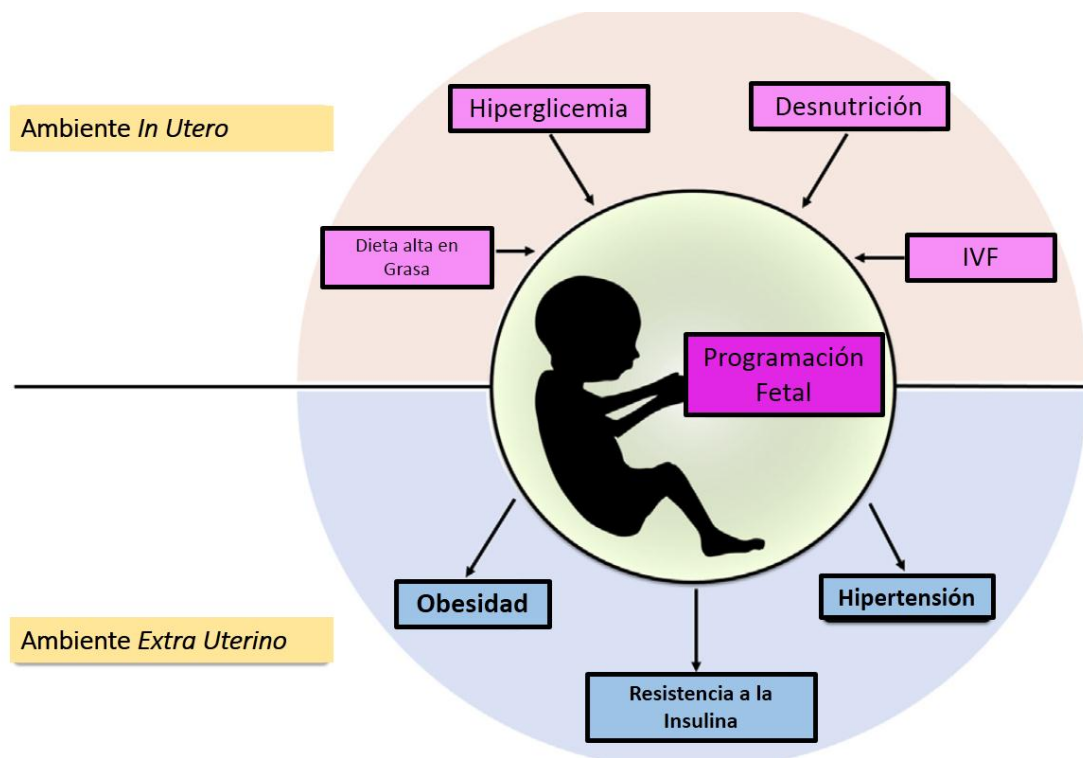 Hiperglicemia
Desnutrición
Ambiente In Utero
Dieta alta en
Grasa
IVF
Programación
Fetal
Obesidad
Hipertensión
Ambiente Extra Uterino
Resistencia a la
Insulina